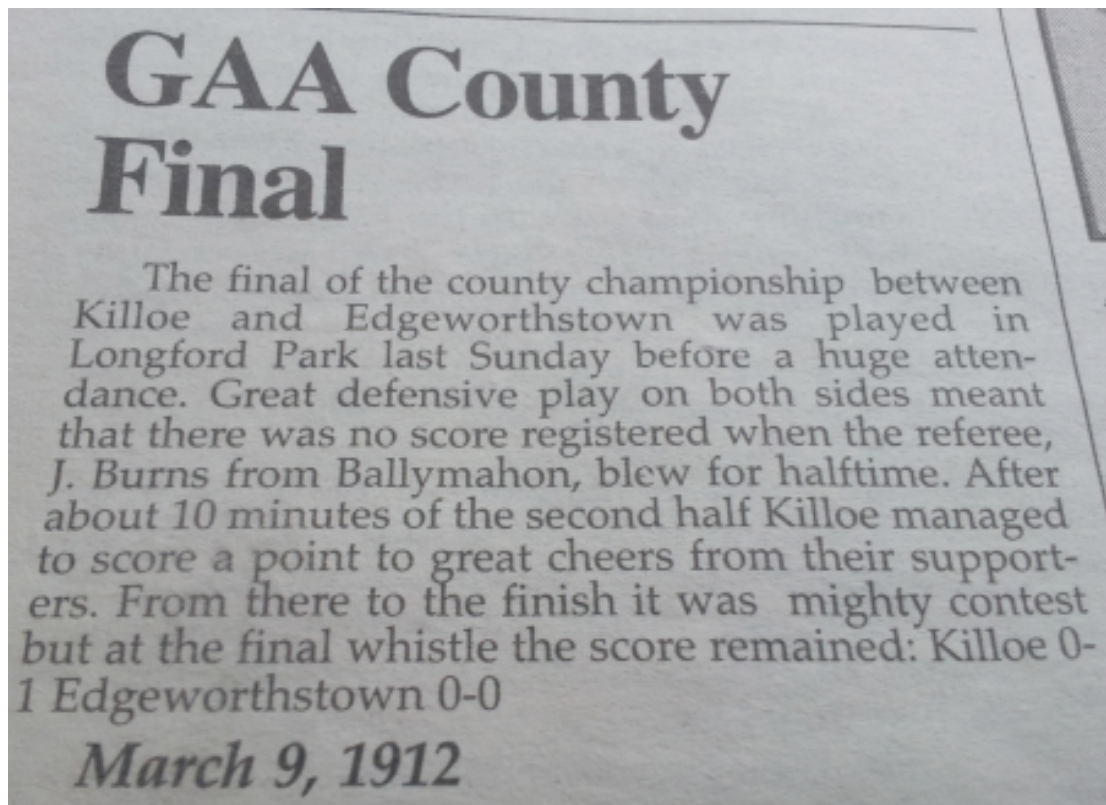 GAA County
Final
The final of the county championship between
Killoe and Edgeworthstown was played in
Longford Park last Sunday before a huge atten-
dance. Great defensive play on both sides meant
that there was no score registered when the referee,
J. Burns from Ballymahon, blew for halftime. After
about 10 minutes of the second half Killoe managed
to score a point to great cheers from their support-
ers. From there to the finish it was mighty contest
but at the final whistle the score remained: Killoe 0-
1 Edgeworthstown 0-0
March 9, 1912